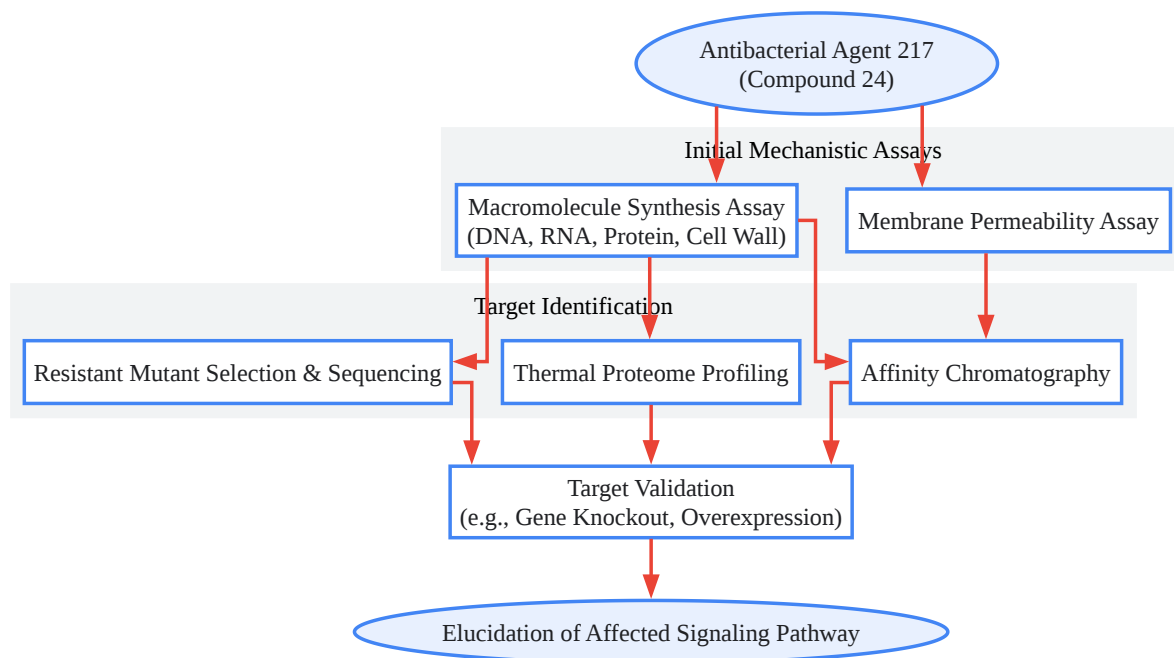 Antibacterial Agent 217
(Compound 24)
Initial Mechanistic Assays
Macromolecule Synthesis Assay
(DNA, RNA, Protein, Cell Wall)
Membrane Permeability Assay
Target Identification
Resistant Mutant Selection & Sequencing
Thermal Proteome Profiling
Affinity Chromatography
Target Validation
(e.g., Gene Knockout, Overexpression)
Elucidation of Affected Signaling Pathway